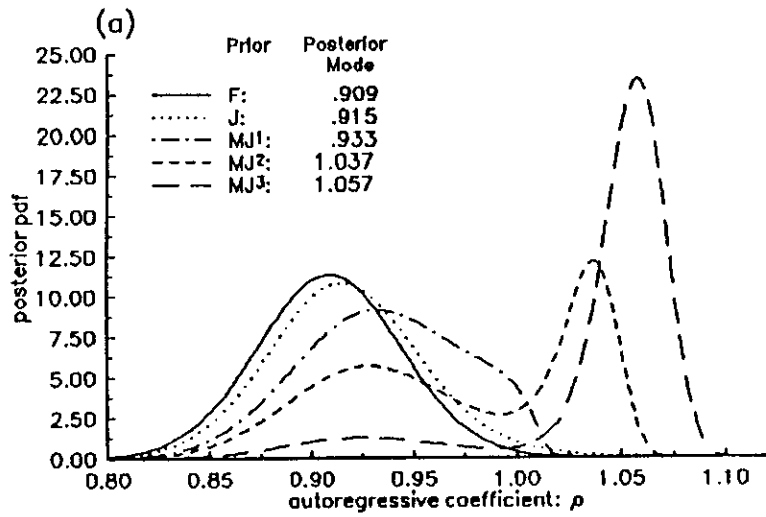 (a)
Prior Posterior
Mode
F: .909
J: .915
MJ¹: .933
MJ²: 1.037
MJ³: 1.057
posterior pdf
25.00
22.50
20.00
17.50
15.00
12.50
10.00
7.50
5.00
2.50
0.00
0.80 0.85 0.90 0.95 1.00 1.05 1.10
autoregressive coefficient: ρ